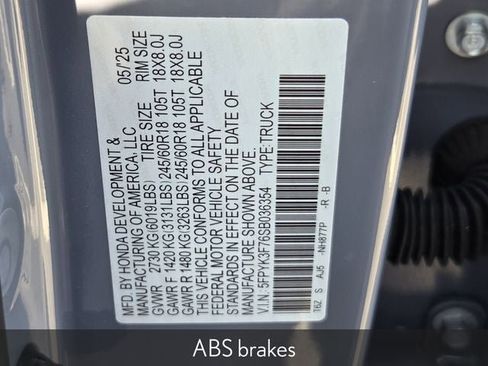 MFD. BY HONDA DEVELOPMENT & 05/25
MANUFACTURING OF AMERICA, LLC
GVWR 2730 KG(6019LBS) TIRE SIZE RIM SIZE
GAWR F 1420 KG(3131LBS)245/60R18 105T 18X8.0J
GAWR R 1480 KG(3263LBS)245/60R18 105T 18X8.0J
THIS VEHICLE CONFORMS TO ALL APPLICABLE
FEDERAL MOTOR VEHICLE SAFETY
STANDARDS IN EFFECT ON THE DATE OF
MANUFACTURE SHOWN ABOVE.
V.I.N.: 5FPYK3F76SB036354 TYPE: TRUCK
T6Z S AJ5 -NH877P -R -B
ABS brakes